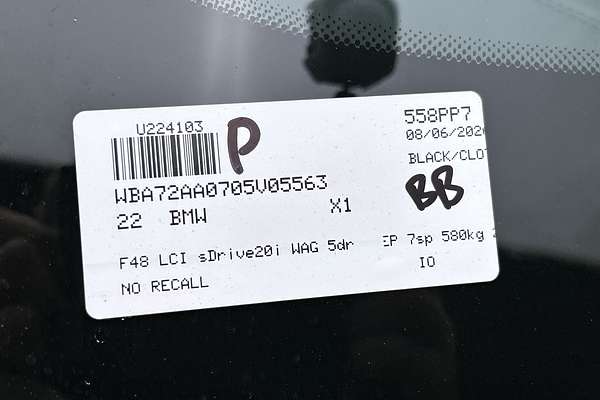 U224103
P
558PP7
08/06/202
BLACK/CLO
WBA72AA0705V05563
BB
22 BMW X1
F48 LCI sDrive20i WAG 5dr EP 7sp 580kg
NO RECALL IO